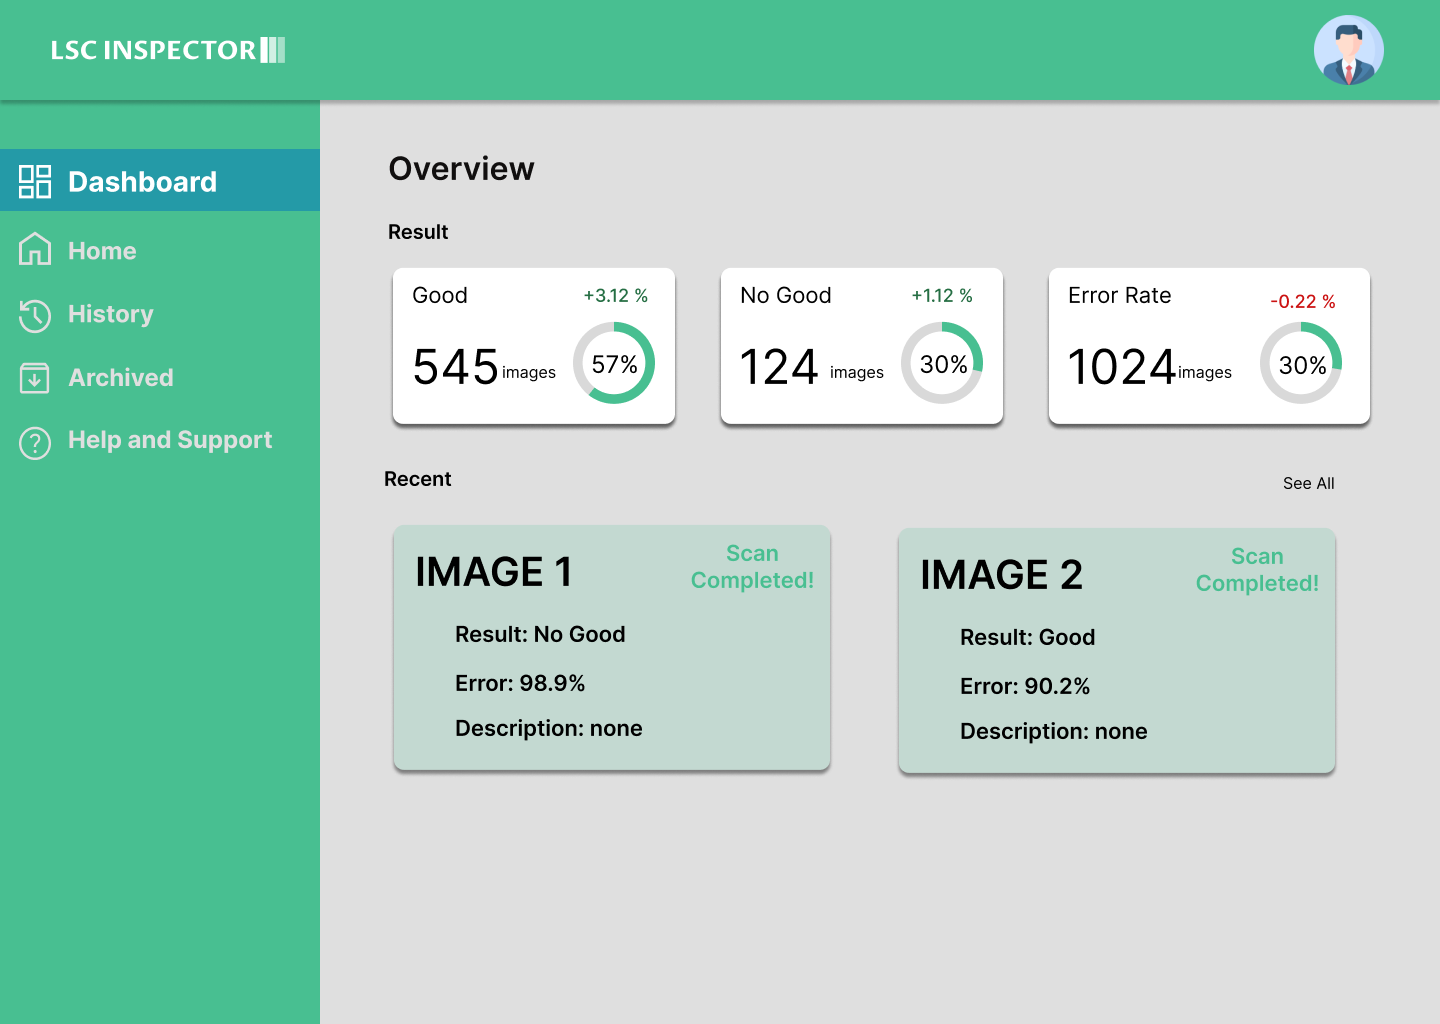 LSC INSPECTOR
Dashboard
Home
History
Archived
Help and Support
Overview
Result
Good
+3.12 %
545 images
57%
No Good
+1.12 %
124 images
30%
Error Rate
-0.22 %
1024 images
30%
Recent
See All
IMAGE 1
Scan
Completed!
Result: No Good
Error: 98.9%
Description: none
IMAGE 2
Scan
Completed!
Result: Good
Error: 90.2%
Description: none